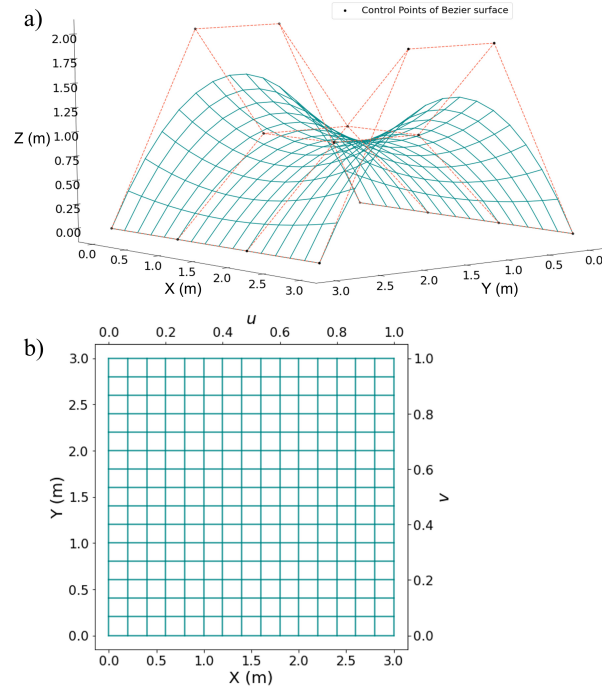 a)
Control Points of Bezier surface
2.00
1.75
1.50
1.25
1.00
0.75
0.50
0.25
0.00
Z (m)
0.0 0.5 1.0 1.5 2.0 2.5 3.0
X (m)
3.0 2.5 2.0 1.5 1.0 0.5 0.0
Y (m)
b)
u
0.0 0.2 0.4 0.6 0.8 1.0
3.0
2.5
2.0
1.5
1.0
0.5
0.0
Y (m)
1.0
0.8
0.6
0.4
0.2
0.0
v
0.0 0.5 1.0 1.5 2.0 2.5 3.0
X (m)